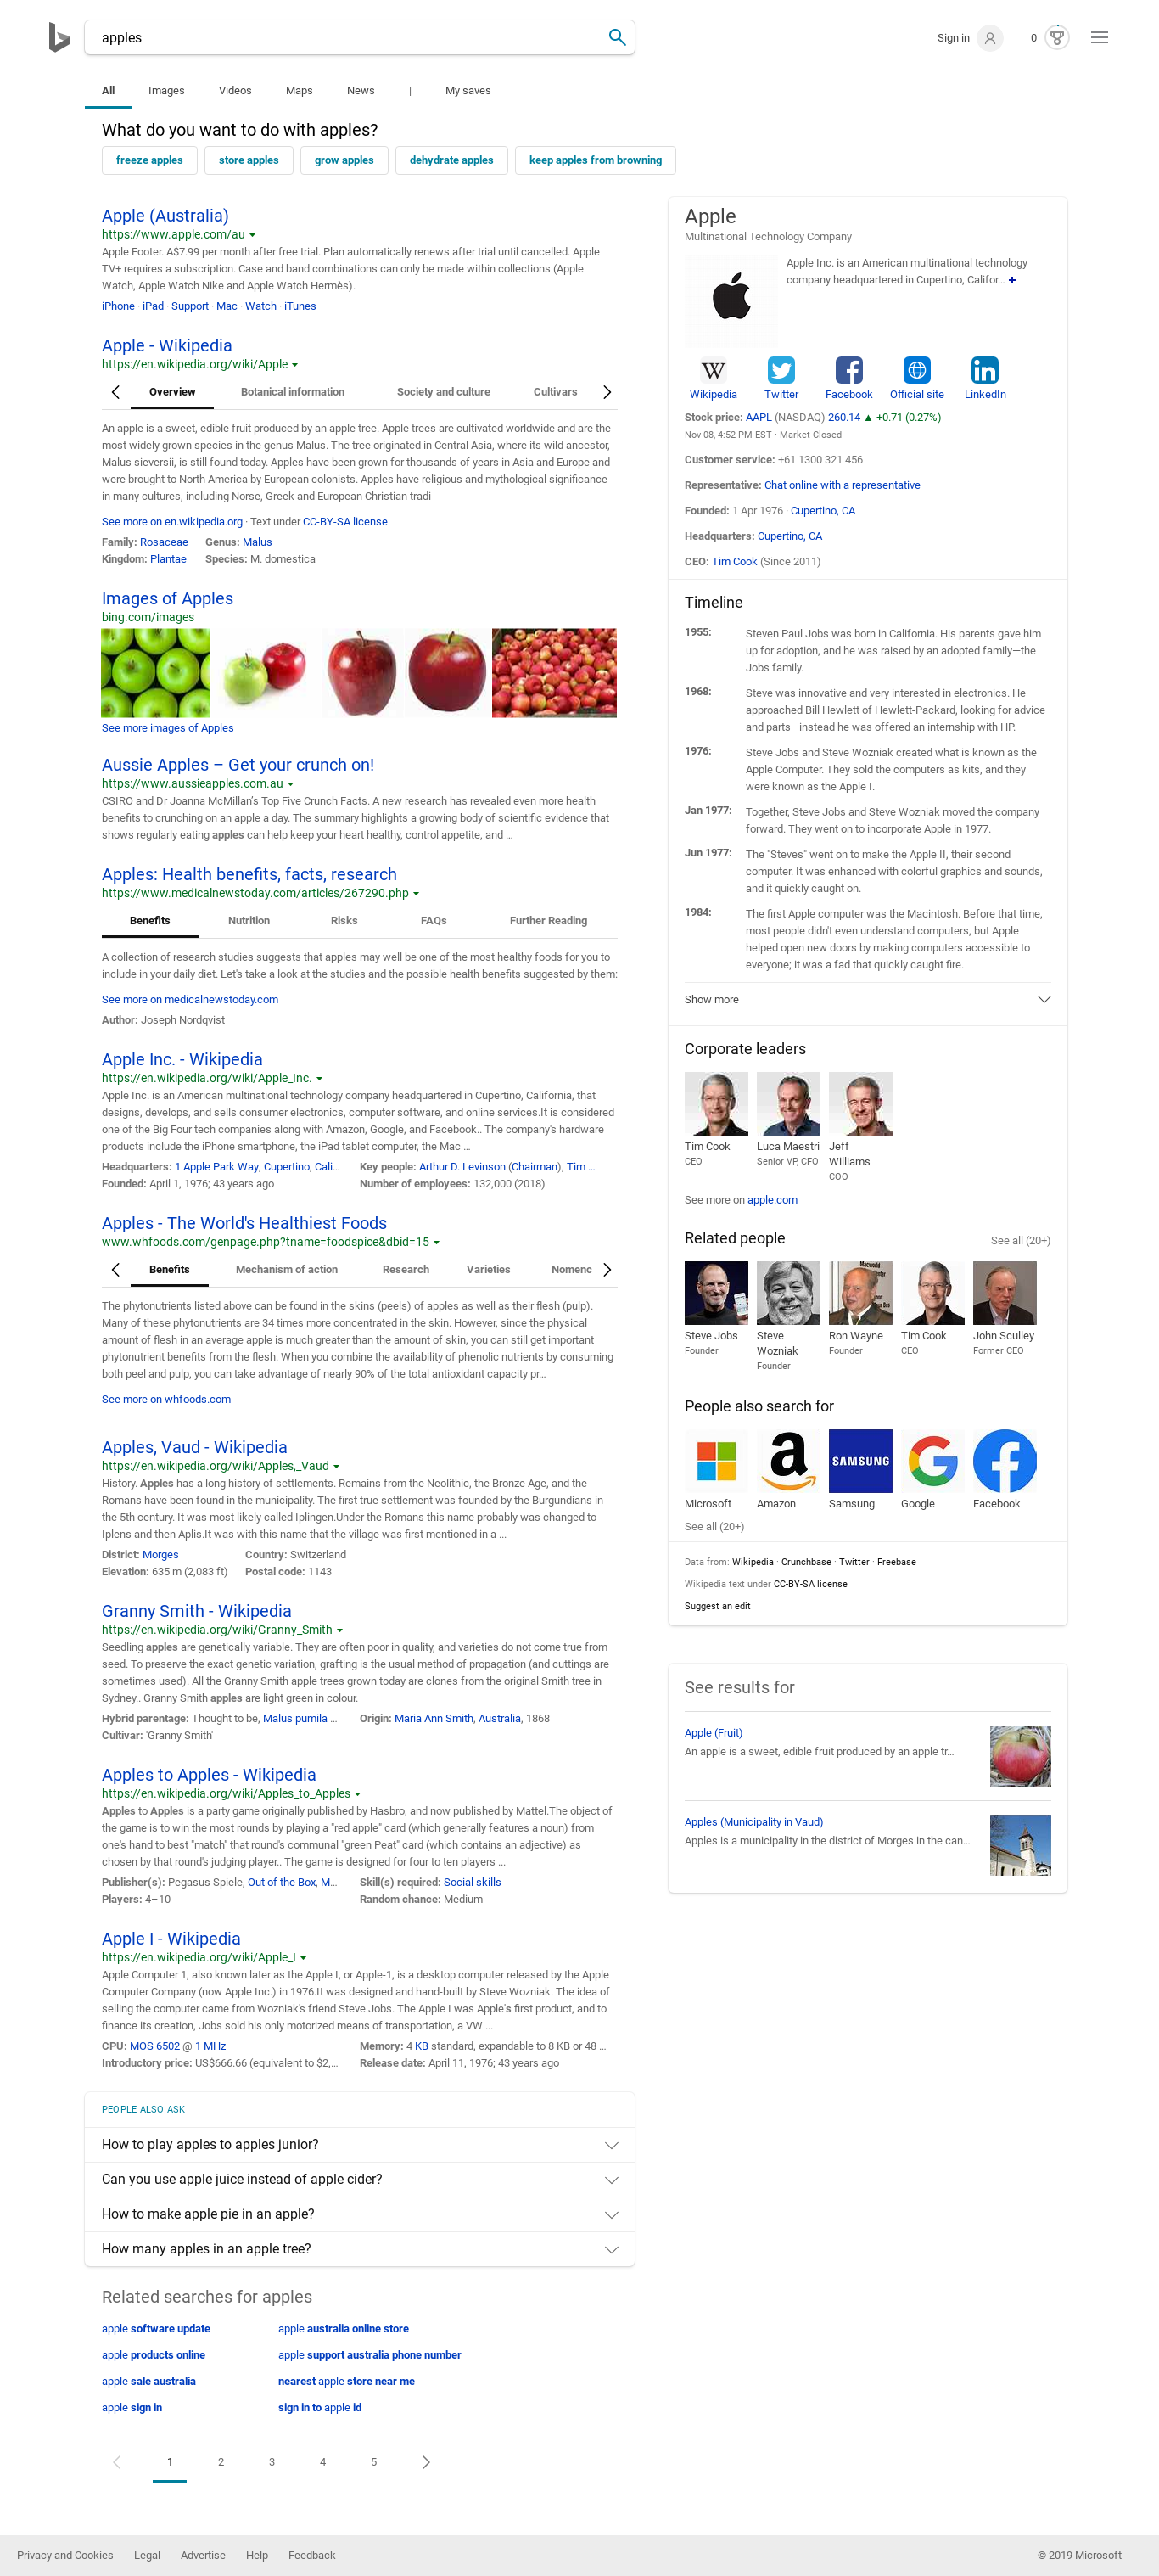 apples
Sign in
0
All
Images
Videos
Maps
News
|
My saves
What do you want to do with apples?
freeze apples
store apples
grow apples
dehydrate apples
keep apples from browning
Apple (Australia)
https://www.apple.com/au
Apple Footer. A$7.99 per month after free trial. Plan automatically renews after trial until cancelled. Apple
TV+ requires a subscription. Case and band combinations can only be made within collections (Apple
Watch, Apple Watch Nike and Apple Watch Hermès).
iPhone · iPad · Support · Mac · Watch · iTunes
Apple - Wikipedia
https://en.wikipedia.org/wiki/Apple
Overview
Botanical information
Society and culture
Cultivars
An apple is a sweet, edible fruit produced by an apple tree. Apple trees are cultivated worldwide and are the
most widely grown species in the genus Malus. The tree originated in Central Asia, where its wild ancestor,
Malus sieversii, is still found today. Apples have been grown for thousands of years in Asia and Europe and
were brought to North America by European colonists. Apples have religious and mythological significance
in many cultures, including Norse, Greek and European Christian tradi
See more on en.wikipedia.org · Text under CC-BY-SA license
Family: Rosaceae
Genus: Malus
Kingdom: Plantae
Species: M. domestica
Images of Apples
bing.com/images
See more images of Apples
Aussie Apples – Get your crunch on!
https://www.aussieapples.com.au
CSIRO and Dr Joanna McMillan's Top Five Crunch Facts. A new research has revealed even more health
benefits to crunching on an apple a day. The summary highlights a growing body of scientific evidence that
shows regularly eating apples can help keep your heart healthy, control appetite, and ...
Apples: Health benefits, facts, research
https://www.medicalnewstoday.com/articles/267290.php
Benefits
Nutrition
Risks
FAQs
Further Reading
A collection of research studies suggests that apples may well be one of the most healthy foods for you to
include in your daily diet. Let's take a look at the studies and the possible health benefits suggested by them:
See more on medicalnewstoday.com
Author: Joseph Nordqvist
Apple Inc. - Wikipedia
https://en.wikipedia.org/wiki/Apple_Inc.
Apple Inc. is an American multinational technology company headquartered in Cupertino, California, that
designs, develops, and sells consumer electronics, computer software, and online services.It is considered
one of the Big Four tech companies along with Amazon, Google, and Facebook.. The company's hardware
products include the iPhone smartphone, the iPad tablet computer, the Mac ...
Headquarters: 1 Apple Park Way, Cupertino, Cali...
Key people: Arthur D. Levinson (Chairman), Tim ...
Founded: April 1, 1976; 43 years ago
Number of employees: 132,000 (2018)
Apples - The World's Healthiest Foods
www.whfoods.com/genpage.php?tname=foodspice&dbid=15
Benefits
Mechanism of action
Research
Varieties
Nomenc
The phytonutrients listed above can be found in the skins (peels) of apples as well as their flesh (pulp).
Many of these phytonutrients are 34 times more concentrated in the skin. However, since the physical
amount of flesh in an average apple is much greater than the amount of skin, you can still get important
phytonutrient benefits from the flesh. When you combine the availability of phenolic nutrients by consuming
both peel and pulp, you can take advantage of nearly 90% of the total antioxidant capacity pr...
See more on whfoods.com
Apples, Vaud - Wikipedia
https://en.wikipedia.org/wiki/Apples,_Vaud
History. Apples has a long history of settlements. Remains from the Neolithic, the Bronze Age, and the
Romans have been found in the municipality. The first true settlement was founded by the Burgundians in
the 5th century. It was most likely called Iplingen.Under the Romans this name probably was changed to
Iplens and then Aplis.It was with this name that the village was first mentioned in a ...
District: Morges
Country: Switzerland
Elevation: 635 m (2,083 ft)
Postal code: 1143
Granny Smith - Wikipedia
https://en.wikipedia.org/wiki/Granny_Smith
Seedling apples are genetically variable. They are often poor in quality, and varieties do not come true from
seed. To preserve the exact genetic variation, grafting is the usual method of propagation (and cuttings are
sometimes used). All the Granny Smith apple trees grown today are clones from the original Smith tree in
Sydney.. Granny Smith apples are light green in colour.
Hybrid parentage: Thought to be, Malus pumila ...
Origin: Maria Ann Smith, Australia, 1868
Cultivar: 'Granny Smith'
Apples to Apples - Wikipedia
https://en.wikipedia.org/wiki/Apples_to_Apples
Apples to Apples is a party game originally published by Hasbro, and now published by Mattel.The object of
the game is to win the most rounds by playing a "red apple" card (which generally features a noun) from
one's hand to best "match" that round's communal "green Peat" card (which contains an adjective) as
chosen by that round's judging player.. The game is designed for four to ten players ...
Publisher(s): Pegasus Spiele, Out of the Box, M...
Skill(s) required: Social skills
Players: 4–10
Random chance: Medium
Apple I - Wikipedia
https://en.wikipedia.org/wiki/Apple_I
Apple Computer 1, also known later as the Apple I, or Apple-1, is a desktop computer released by the Apple
Computer Company (now Apple Inc.) in 1976.It was designed and hand-built by Steve Wozniak. The idea of
selling the computer came from Wozniak's friend Steve Jobs. The Apple I was Apple's first product, and to
finance its creation, Jobs sold his only motorized means of transportation, a VW ...
CPU: MOS 6502 @ 1 MHz
Memory: 4 KB standard, expandable to 8 KB or 48 ...
Introductory price: US$666.66 (equivalent to $2,...
Release date: April 11, 1976; 43 years ago
PEOPLE ALSO ASK
How to play apples to apples junior?
Can you use apple juice instead of apple cider?
How to make apple pie in an apple?
How many apples in an apple tree?
Related searches for apples
apple software update
apple australia online store
apple products online
apple support australia phone number
apple sale australia
nearest apple store near me
apple sign in
sign in to apple id
1
2
3
4
5
Apple
Multinational Technology Company
Apple Inc. is an American multinational technology
company headquartered in Cupertino, Califor... +
W
in
Wikipedia
Twitter
Facebook
Official site
LinkedIn
Stock price: AAPL (NASDAQ) 260.14 ▲ +0.71 (0.27%)
Nov 08, 4:52 PM EST · Market Closed
Customer service: +61 1300 321 456
Representative: Chat online with a representative
Founded: 1 Apr 1976 · Cupertino, CA
Headquarters: Cupertino, CA
CEO: Tim Cook (Since 2011)
Timeline
1955:
Steven Paul Jobs was born in California. His parents gave him
up for adoption, and he was raised by an adopted family—the
Jobs family.
1968:
Steve was innovative and very interested in electronics. He
approached Bill Hewlett of Hewlett-Packard, looking for advice
and parts—instead he was offered an internship with HP.
1976:
Steve Jobs and Steve Wozniak created what is known as the
Apple Computer. They sold the computers as kits, and they
were known as the Apple I.
Jan 1977:
Together, Steve Jobs and Steve Wozniak moved the company
forward. They went on to incorporate Apple in 1977.
Jun 1977:
The "Steves" went on to make the Apple II, their second
computer. It was enhanced with colorful graphics and sounds,
and it quickly caught on.
1984:
The first Apple computer was the Macintosh. Before that time,
most people didn't even understand computers, but Apple
helped open new doors by making computers accessible to
everyone; it was a fad that quickly caught fire.
Show more
Corporate leaders
Tim Cook
CEO
Luca Maestri
Senior VP, CFO
Jeff
Williams
COO
See more on apple.com
Related people
See all (20+)
Steve Jobs
Founder
Steve
Wozniak
Founder
Macworld
Ron Wayne
Founder
Tim Cook
CEO
John Sculley
Former CEO
People also search for
SAMSUNG
Microsoft
Amazon
Samsung
Google
Facebook
See all (20+)
Data from: Wikipedia · Crunchbase · Twitter · Freebase
Wikipedia text under CC-BY-SA license
Suggest an edit
See results for
Apple (Fruit)
An apple is a sweet, edible fruit produced by an apple tr...
Apples (Municipality in Vaud)
Apples is a municipality in the district of Morges in the can...
Privacy and Cookies
Legal
Advertise
Help
Feedback
© 2019 Microsoft